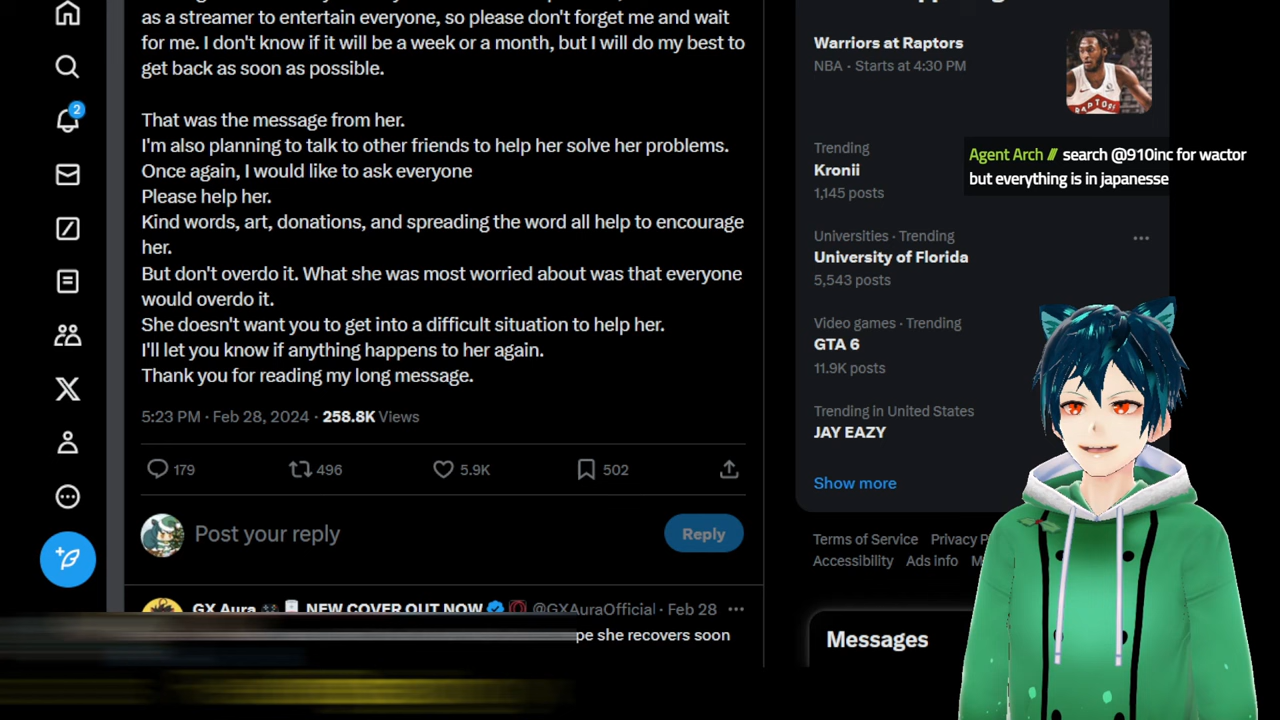 as a streamer to entertain everyone, so please don't forget me and wait
for me. I don't know if it will be a week or a month, but I will do my best to
get back as soon as possible.
That was the message from her.
I'm also planning to talk to other friends to help her solve her problems.
Once again, I would like to ask everyone
Please help her.
Kind words, art, donations, and spreading the word all help to encourage
her.
But don't overdo it. What she was most worried about was that everyone
would overdo it.
She doesn't want you to get into a difficult situation to help her.
I'll let you know if anything happens to her again.
Thank you for reading my long message.
5:23 PM · Feb 28, 2024 · 258.8K Views
179 496 5.9K 502
Post your reply
Reply
GX Aura NEW COVER OUT NOW @GXAuraOfficial · Feb 28
she recovers soon
2
Warriors at Raptors
NBA · Starts at 4:30 PM
Trending
Kronii
1,145 posts
Agent Arch /// search @910inc for wactor
but everything is in japanesse
Universities · Trending
University of Florida
5,543 posts
Video games · Trending
GTA 6
11.9K posts
Trending in United States
JAY EAZY
Show more
Terms of Service Privacy
Accessibility Ads info
Messages